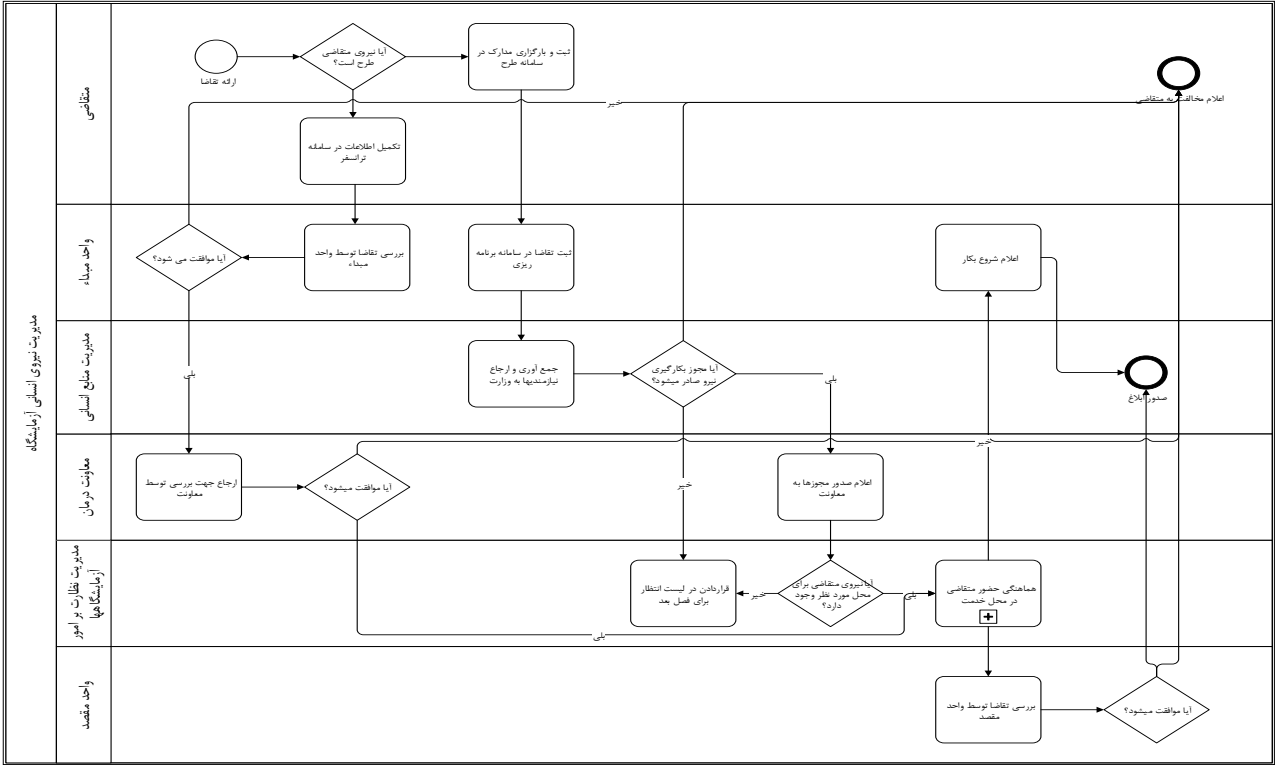 مدیریت نیروی انسانی آزمایشگاه
متقاضی
ارائه تقاضا
آیا نیروی متقاضی
طرح است؟
ثبت و بارگزاری مدارک در
سامانه طرح
تکمیل اطلاعات در سامانه
ترانسفر
خیر
اعلام مخالفت به متقاضی
واحد مبداء
آیا موافقت می شود؟
بررسی تقاضا توسط واحد
مبداء
ثبت تقاضا در سامانه برنامه
ریزی
اعلام شروع بکار
مدیریت منابع انسانی
بلی
جمع آوری و ارجاع
نیازمندیها به وزارت
آیا مجوز بکارگیری
نیرو صادر میشود؟
بلی
صدور ابلاغ
معاونت درمان
ارجاع جهت بررسی توسط
معاونت
آیا موافقت میشود؟
خیر
اعلام صدور مجوزها به
معاونت
خیر
مدیریت نظارت بر امور
آزمایشگاهها
قراردادن در لیست انتظار
برای فصل بعد
خیر
آیا نیروی متقاضی برای
محل مورد نظر وجود
دارد؟
بلی
هماهنگی حضور متقاضی
در محل خدمت
بلی
واحد مقصد
بررسی تقاضا توسط واحد
مقصد
آیا موافقت میشود؟